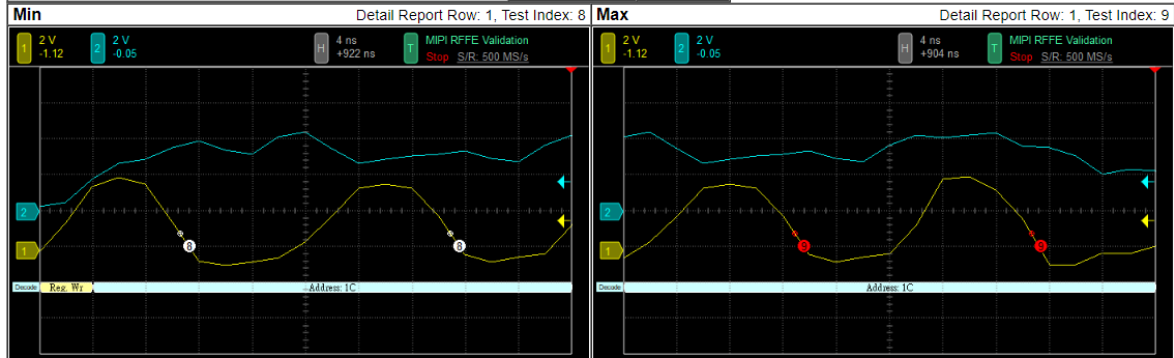 Min
Detail Report Row: 1, Test Index: 8
1
2 V
-1.12
2
2 V
-0.05
H
4 ns
+922 ns
T
MIPI RFFE Validation
Stop S/R: 500 MS/s
2
1
8
8
Decode
Reg. Wr
Address: 1C
Max
Detail Report Row: 1, Test Index: 9
1
2 V
-1.12
2
2 V
-0.05
H
4 ns
+904 ns
T
MIPI RFFE Validation
Stop S/R: 500 MS/s
2
1
9
9
Decode
Address: 1C